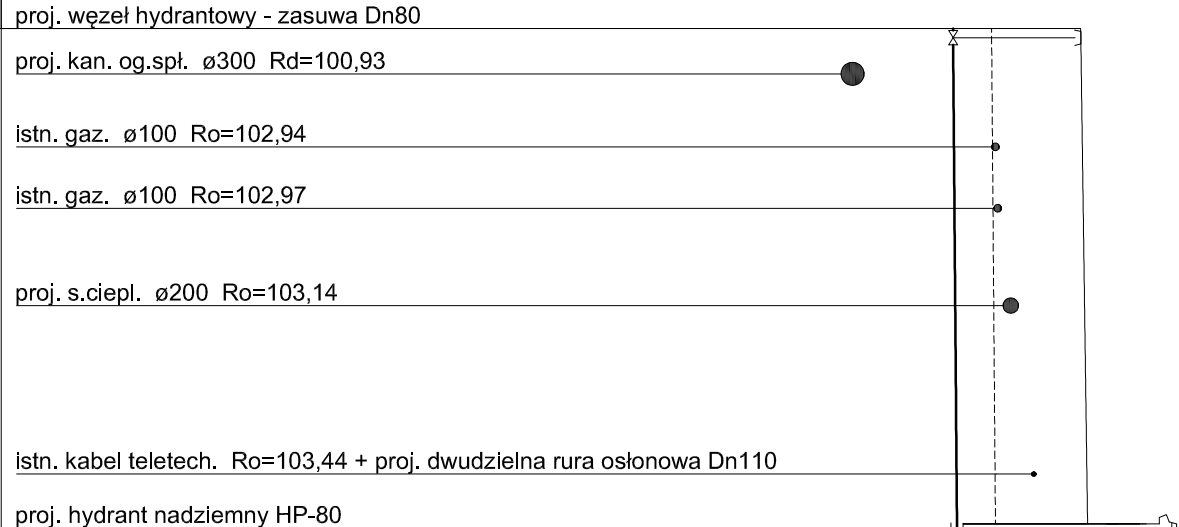 proj. węzeł hydrantowy - zasuwa Dn80
proj. kan. og.spł. ø300 Rd=100,93
istn. gaz. ø100 Ro=102,94
istn. gaz. ø100 Ro=102,97
proj. s.ciepl. ø200 Ro=103,14
istn. kabel teletech. Ro=103,44 + proj. dwudzielna rura osłonowa Dn110
proj. hydrant nadziemny HP-80